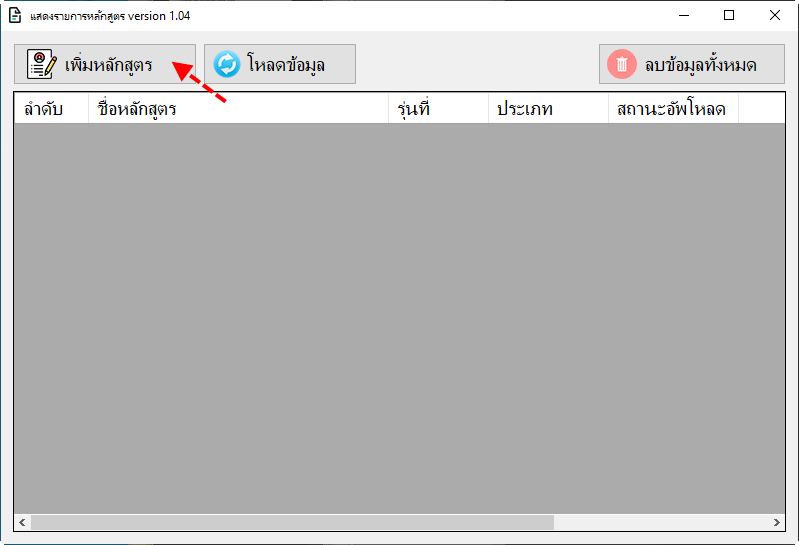 แสดงรายการหลักสูตร version 1.04
เพิ่มหลักสูตร โหลดข้อมูล ลบข้อมูลทั้งหมด
ลำดับ ชื่อหลักสูตร รุ่นที่ ประเภท สถานะอัพโหลด